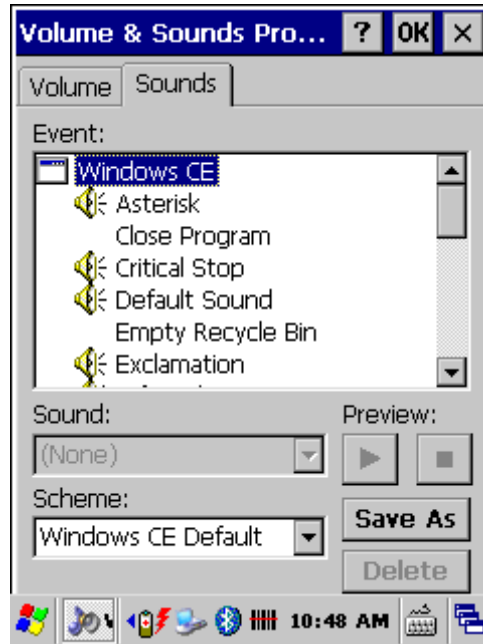 Volume & Sounds Pro... ? OK ×
Volume Sounds
Event:
Windows CE
Asterisk
Close Program
Critical Stop
Default Sound
Empty Recycle Bin
Exclamation
Sound: Preview:
(None)
Scheme:
Windows CE Default
Save As
Delete
10:48 AM